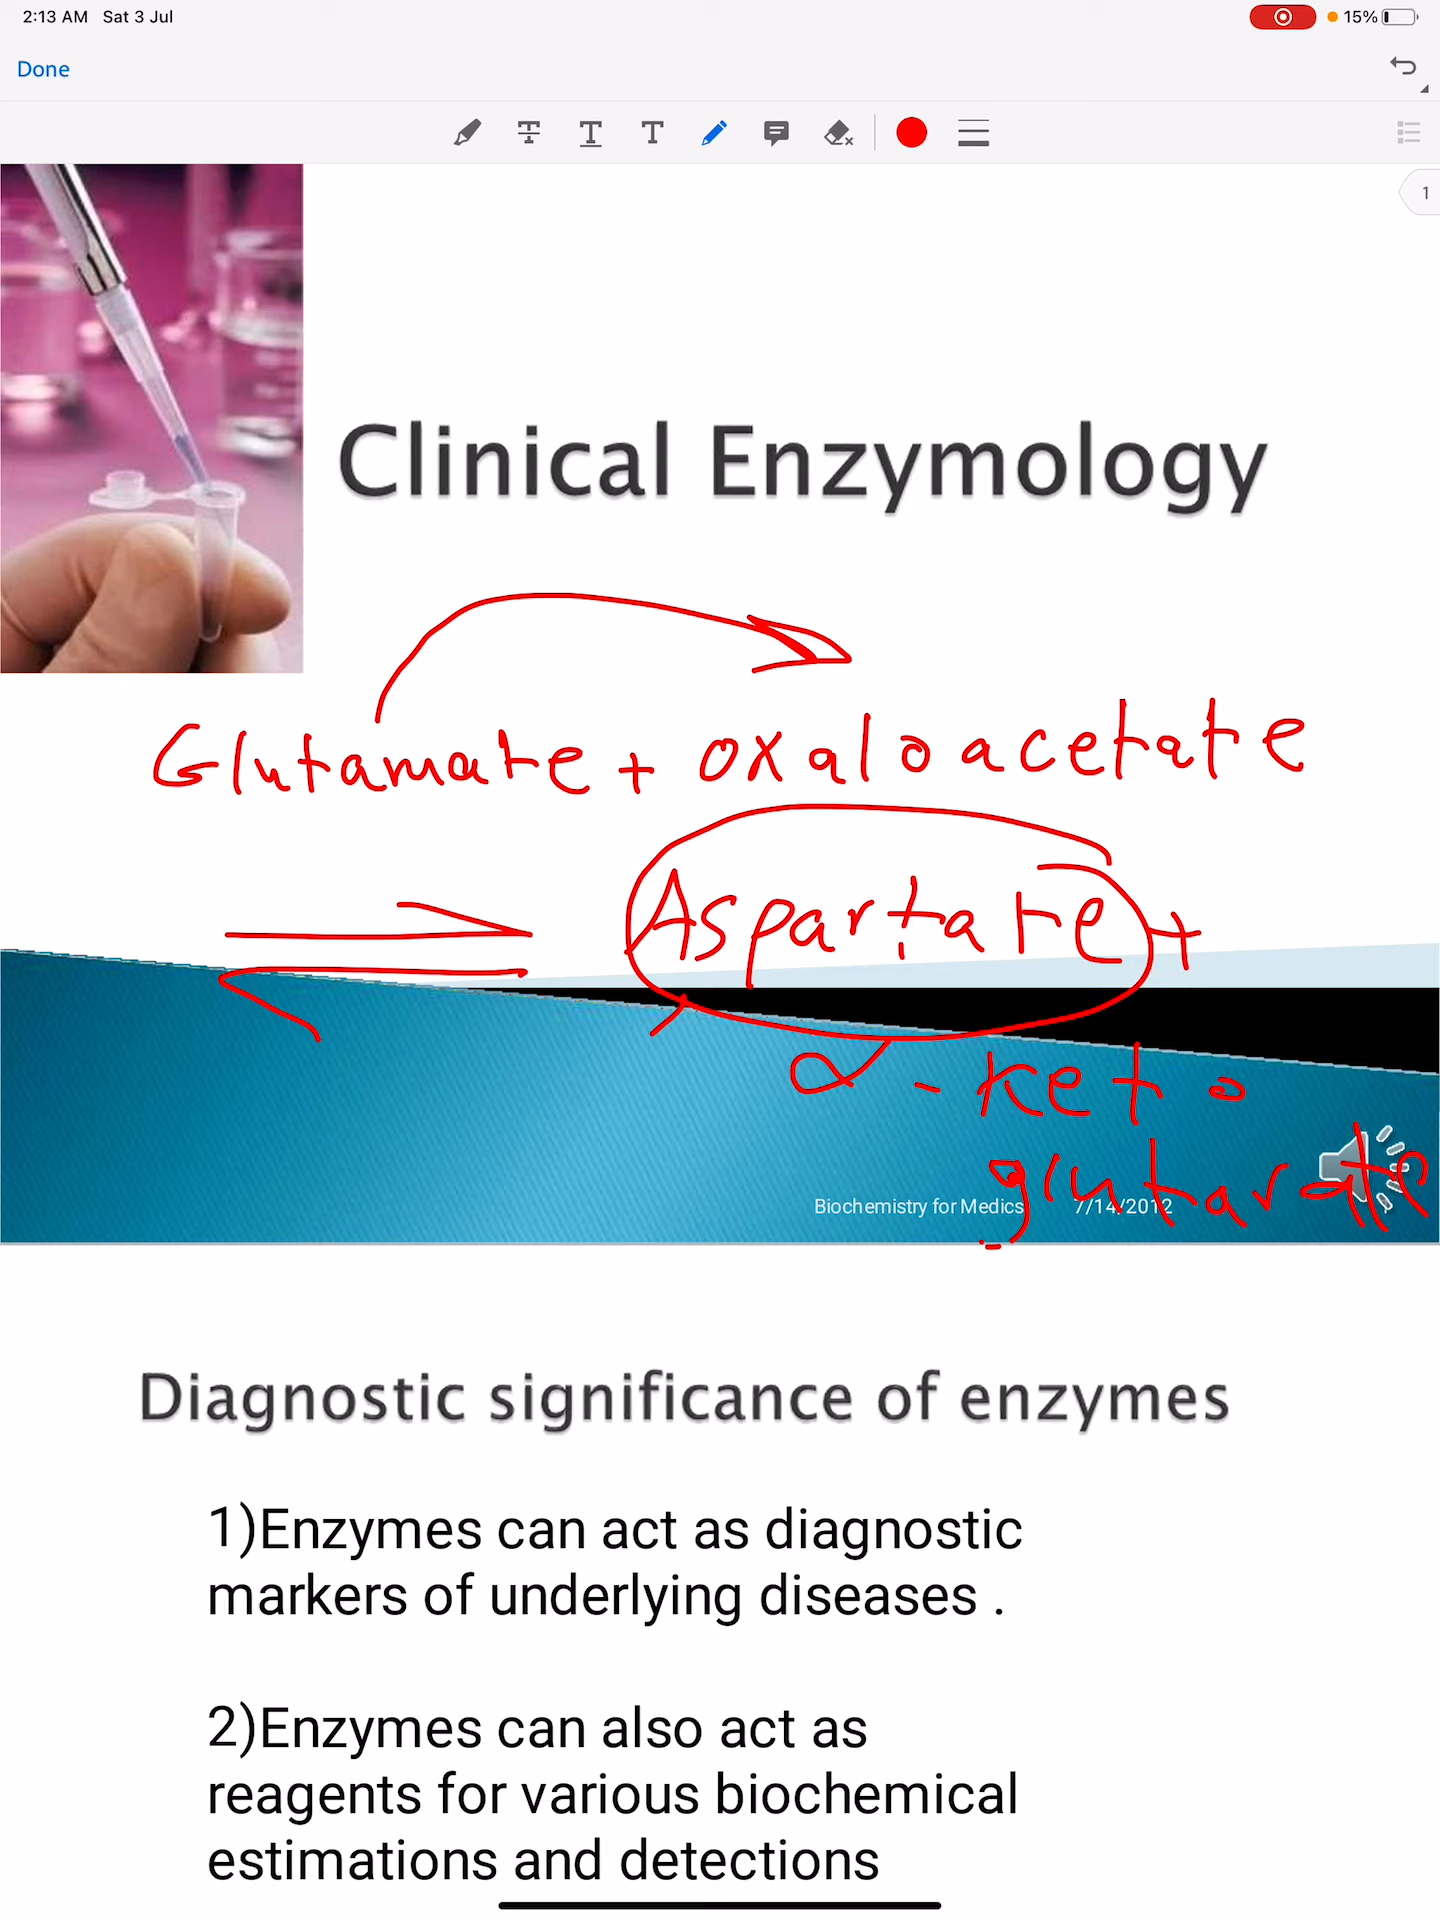 2:13 AM Sat 3 Jul
15%
Done
T T T
1
Clinical Enzymology
Glutamate + oxaloacetate
Aspartate +
α - keto
glutarate
Biochemistry for Medics 7/14/2012
Diagnostic significance of enzymes
1)Enzymes can act as diagnostic
markers of underlying diseases .
2)Enzymes can also act as
reagents for various biochemical
estimations and detections